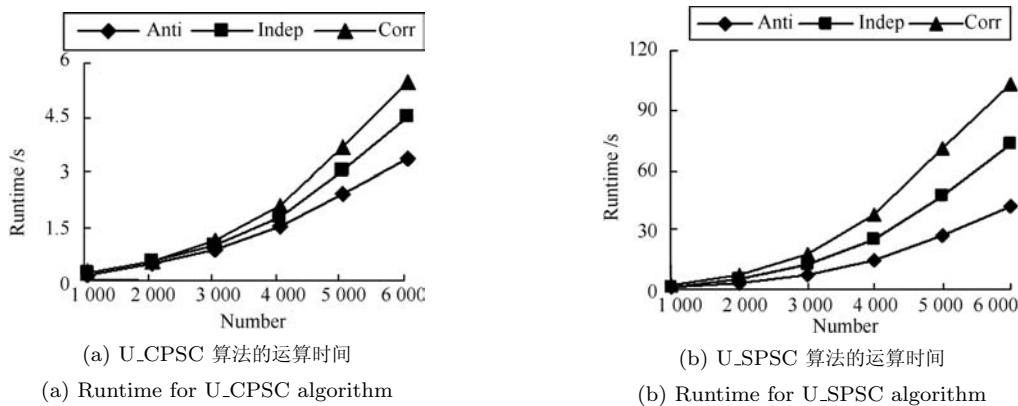 Anti Indep Corr
6
4.5
3
1.5
0
Runtime /s
1 000 2 000 3 000 4 000 5 000 6 000
Number
(a) U_CPSC 算法的运算时间
(a) Runtime for U_CPSC algorithm
Anti Indep Corr
120
90
60
30
0
Runtime /s
1 000 2 000 3 000 4 000 5 000 6 000
Number
(b) U_SPSC 算法的运算时间
(b) Runtime for U_SPSC algorithm